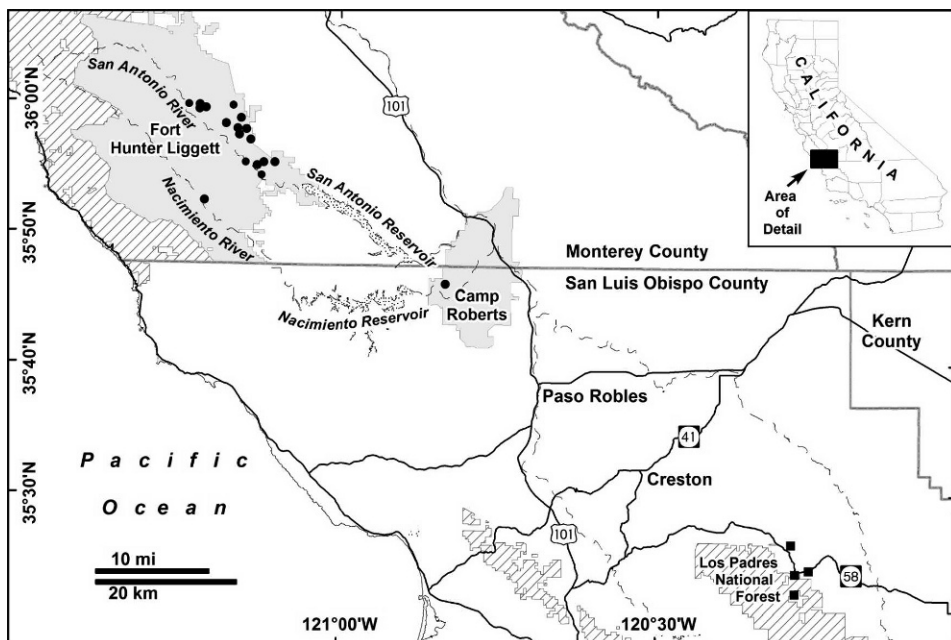 36°00'N
35°50'N
35°40'N
35°30'N
121°00'W
120°30'W
San Antonio River
Fort
Hunter Liggett
Nacimiento River
San Antonio Reservoir
Nacimiento Reservoir
Camp
Roberts
101
Monterey County
San Luis Obispo County
Kern
County
Paso Robles
41
Creston
101
Los Padres
National
Forest
58
Pacific
Ocean
10 mi
20 km
CALIFORNIA
Area
of
Detail